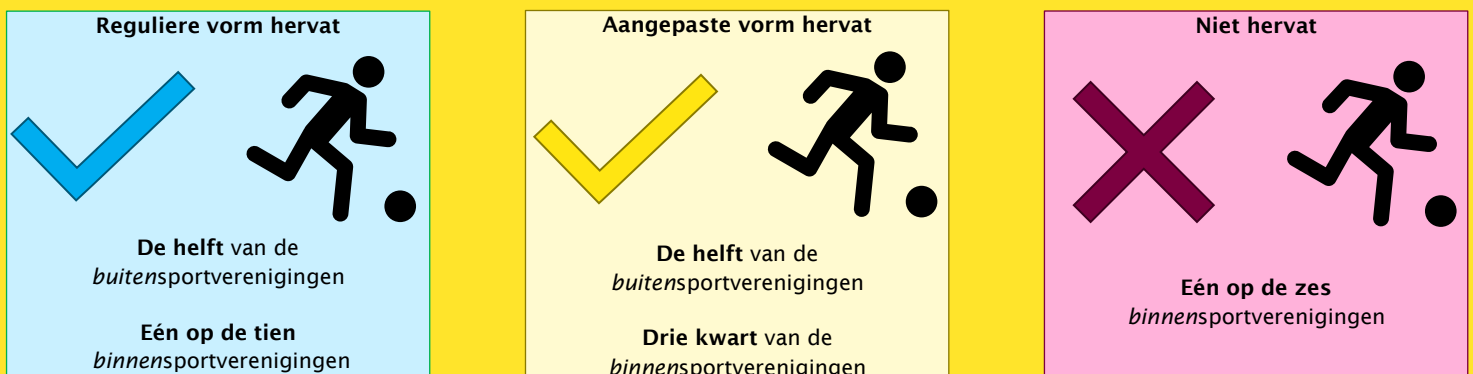 Reguliere vorm hervat
De helft van de
buitensportverenigingen
Eén op de tien
binnensportverenigingen
Aangepaste vorm hervat
De helft van de
buitensportverenigingen
Drie kwart van de
binnensportverenigingen
Niet hervat
Eén op de zes
binnensportverenigingen